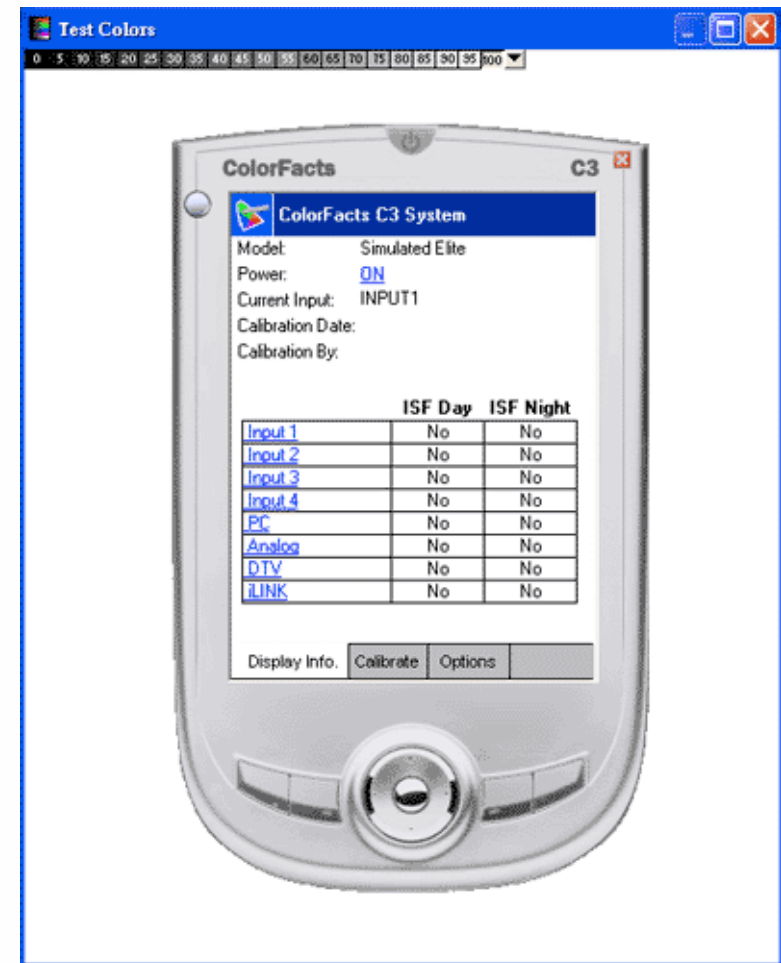 Test Colors
0 5 10 15 20 25 30 35 40 45 50 55 60 65 70 75 80 85 90 95 100
ColorFacts C3
ColorFacts C3 System
Model: Simulated Elite
Power: ON
Current Input: INPUT1
Calibration Date:
Calibration By:
ISF Day ISF Night
Input 1 No No
Input 2 No No
Input 3 No No
Input 4 No No
PC No No
Analog No No
DTV No No
iLINK No No
Display Info. Calibrate Options